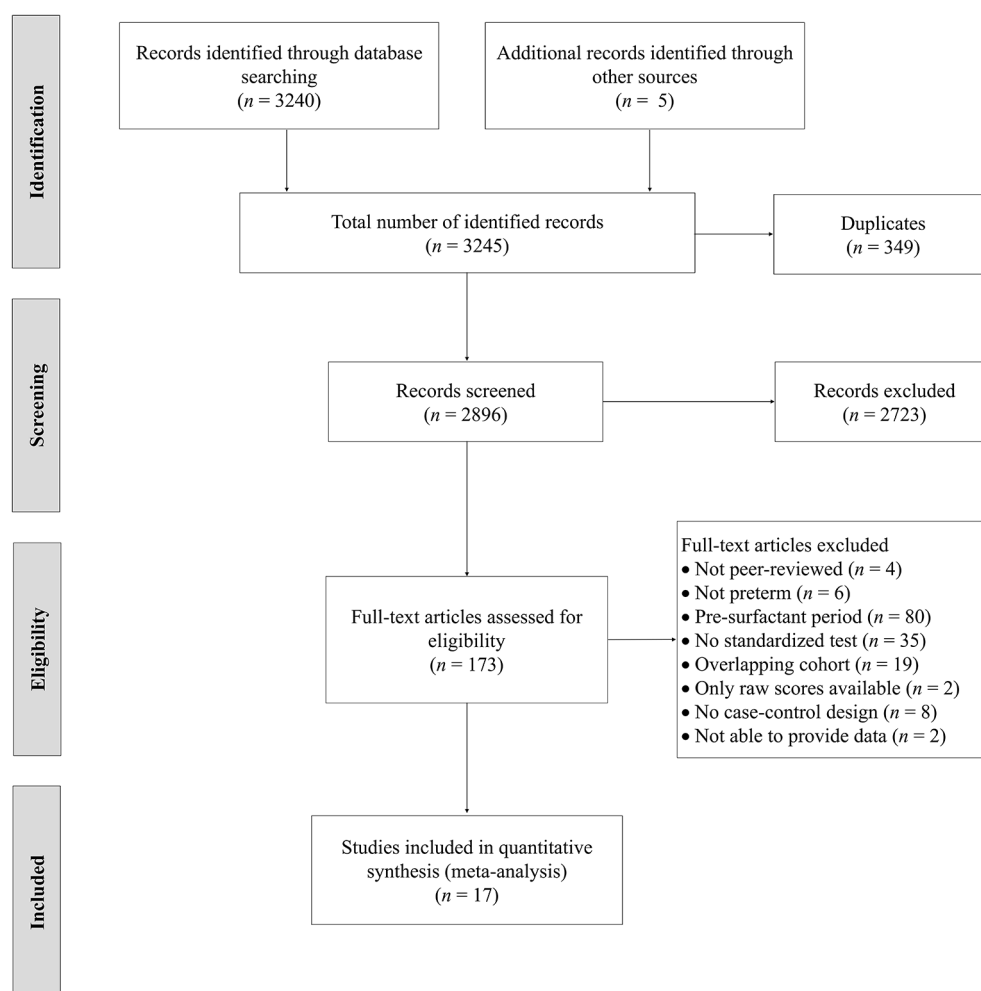 Identification
Records identified through database
searching
(n = 3240)
Additional records identified through
other sources
(n = 5)
Total number of identified records
(n = 3245)
Duplicates
(n = 349)
Screening
Records screened
(n = 2896)
Records excluded
(n = 2723)
Eligibility
Full-text articles assessed for
eligibility
(n = 173)
Full-text articles excluded
● Not peer-reviewed (n = 4)
● Not preterm (n = 6)
● Pre-surfactant period (n = 80)
● No standardized test (n = 35)
● Overlapping cohort (n = 19)
● Only raw scores available (n = 2)
● No case-control design (n = 8)
● Not able to provide data (n = 2)
Included
Studies included in quantitative
synthesis (meta-analysis)
(n = 17)